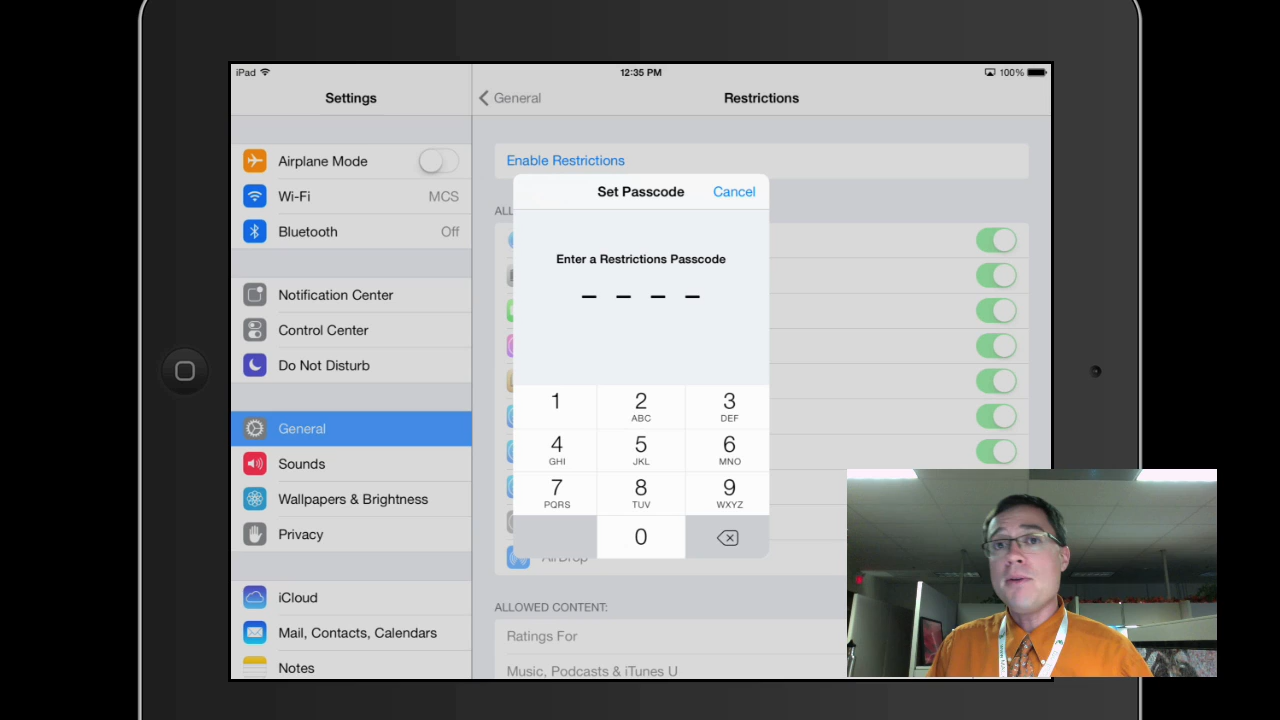 iPad
12:35 PM
100%
Settings
General
Restrictions
Airplane Mode
Wi-Fi MCS
Bluetooth Off
Notification Center
Control Center
Do Not Disturb
General
Sounds
Wallpapers & Brightness
Privacy
iCloud
Mail, Contacts, Calendars
Notes
Enable Restrictions
ALL
Set Passcode Cancel
Enter a Restrictions Passcode
1 2 3
ABC DEF
4 5 6
GHI JKL MNO
7 8 9
PQRS TUV WXYZ
0
AirDrop
ALLOWED CONTENT:
Ratings For
Music, Podcasts & iTunes U